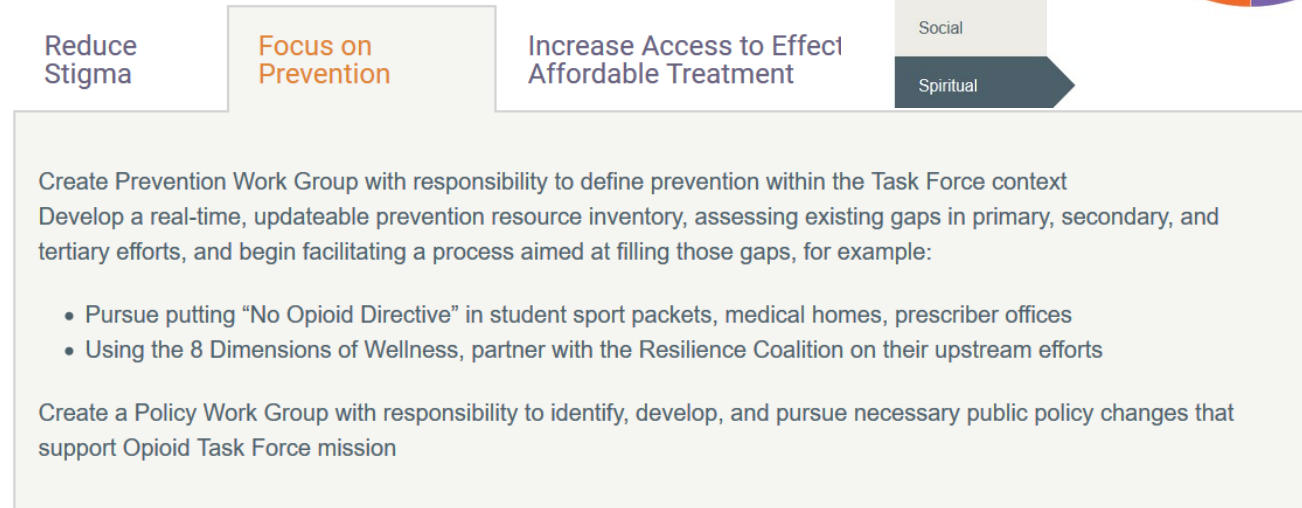 Reduce
Stigma
Focus on
Prevention
Increase Access to Effect
Affordable Treatment
Social
Spiritual
Create Prevention Work Group with responsibility to define prevention within the Task Force context
Develop a real-time, updateable prevention resource inventory, assessing existing gaps in primary, secondary, and
tertiary efforts, and begin facilitating a process aimed at filling those gaps, for example:
• Pursue putting “No Opioid Directive” in student sport packets, medical homes, prescriber offices
• Using the 8 Dimensions of Wellness, partner with the Resilience Coalition on their upstream efforts
Create a Policy Work Group with responsibility to identify, develop, and pursue necessary public policy changes that
support Opioid Task Force mission